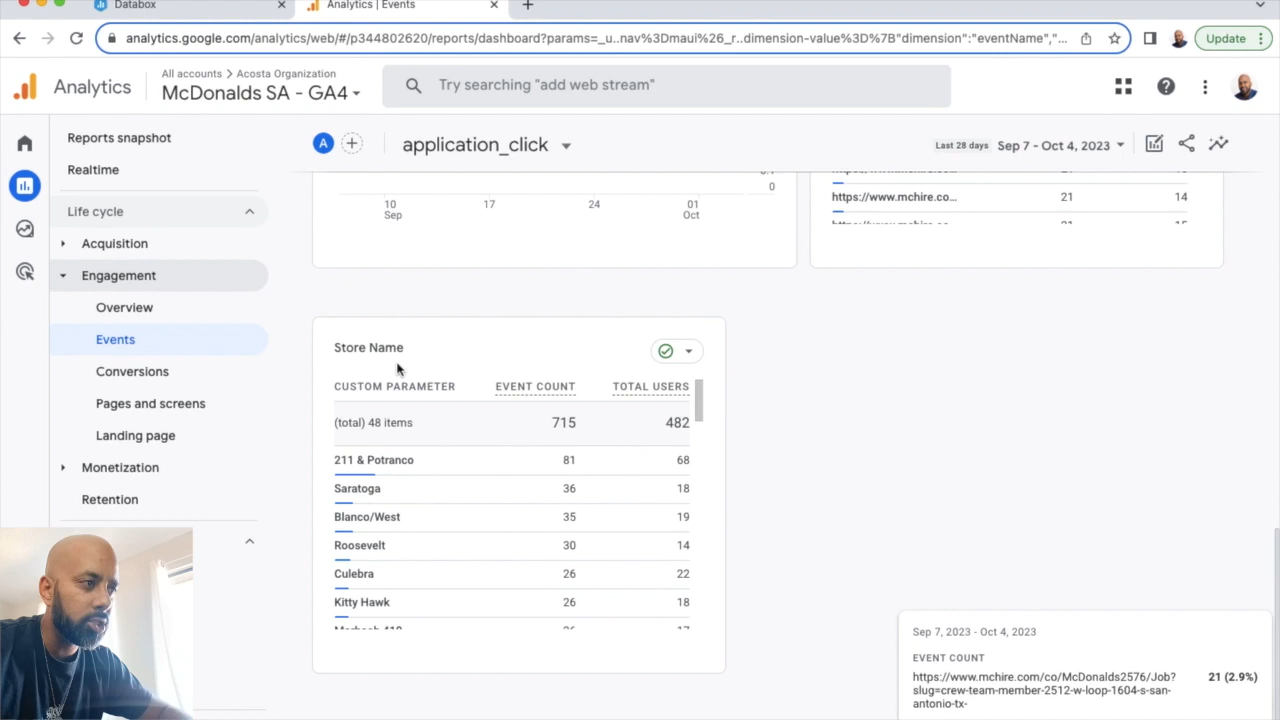 Databox
Analytics | Events
analytics.google.com/analytics/web/#/p344802620/reports/dashboard?params=_u..nav%3Dmaui%26_r..dimension-value%3D%7B"dimension":"eventName","...
Update
Analytics
All accounts > Acosta Organization
McDonalds SA - GA4
Try searching "add web stream"
Reports snapshot
Realtime
Life cycle
Acquisition
Engagement
Overview
Events
Conversions
Pages and screens
Landing page
Monetization
Retention
A
application_click
Last 28 days Sep 7 - Oct 4, 2023
0
10 17 24 01
Sep Oct
https://www.mchire.co... 21 14
Store Name
CUSTOM PARAMETER EVENT COUNT TOTAL USERS
(total) 48 items 715 482
211 & Potranco 81 68
Saratoga 36 18
Blanco/West 35 19
Roosevelt 30 14
Culebra 26 22
Kitty Hawk 26 18
Sep 7, 2023 - Oct 4, 2023
EVENT COUNT
https://www.mchire.com/co/McDonalds2576/Job? 21 (2.9%)
slug=crew-team-member-2512-w-loop-1604-s-san-
antonio-tx-